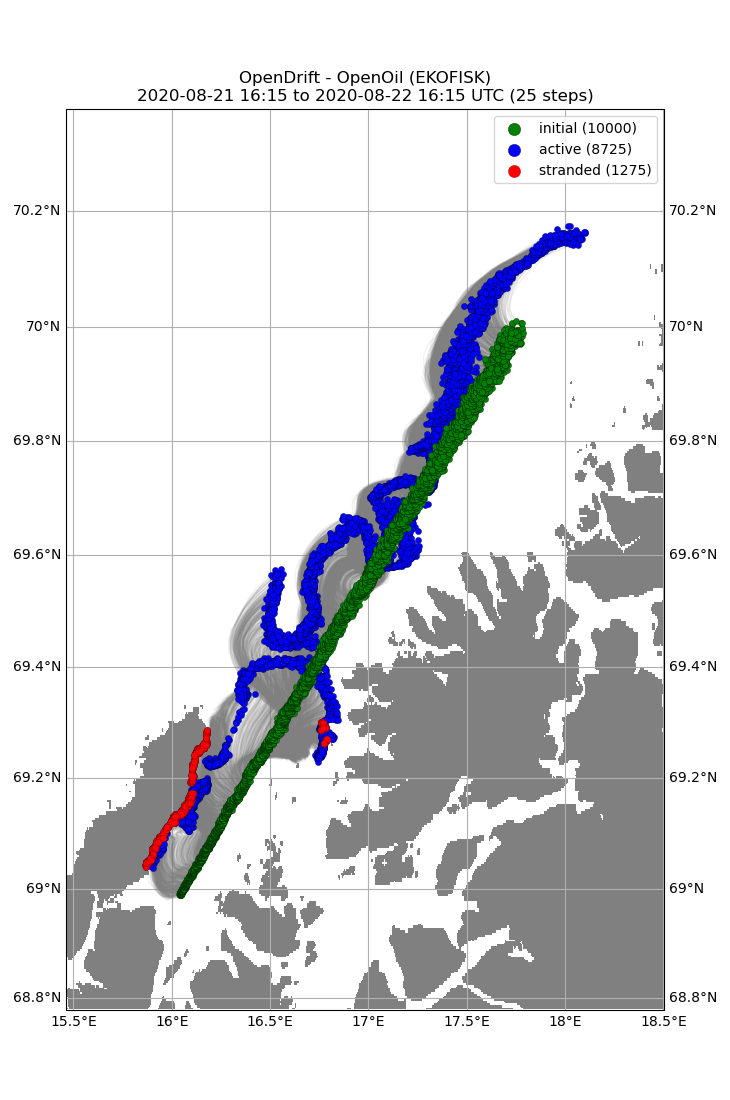 OpenDrift - OpenOil (EKOFISK)
2020-08-21 16:15 to 2020-08-22 16:15 UTC (25 steps)
initial (10000)
active (8725)
stranded (1275)
70.2°N 70.2°N
70°N 70°N
69.8°N 69.8°N
69.6°N 69.6°N
69.4°N 69.4°N
69.2°N 69.2°N
69°N 69°N
68.8°N 68.8°N
15.5°E 16°E 16.5°E 17°E 17.5°E 18°E 18.5°E